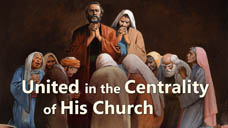 United in the Centrality
of His Church